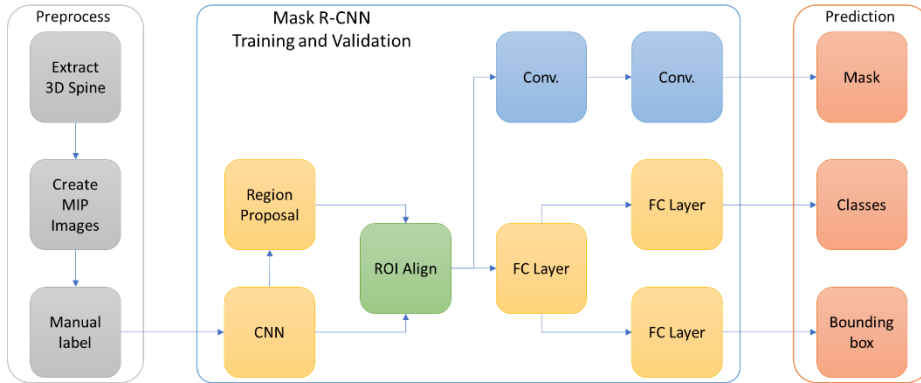 Preprocess
Extract
3D Spine
Create
MIP
Images
Manual
label
Mask R-CNN
Training and Validation
Conv.
Conv.
Region
Proposal
CNN
ROI Align
FC Layer
FC Layer
FC Layer
Prediction
Mask
Classes
Bounding
box